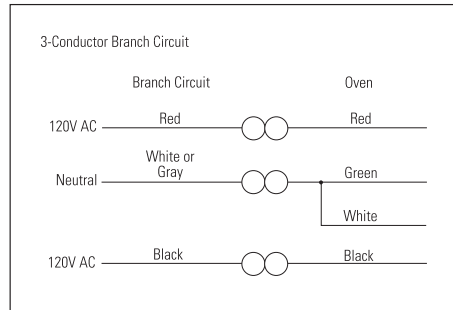 3-Conductor Branch Circuit
Branch Circuit Oven
120V AC Red Red
White or
Neutral Gray Green
White
120V AC Black Black